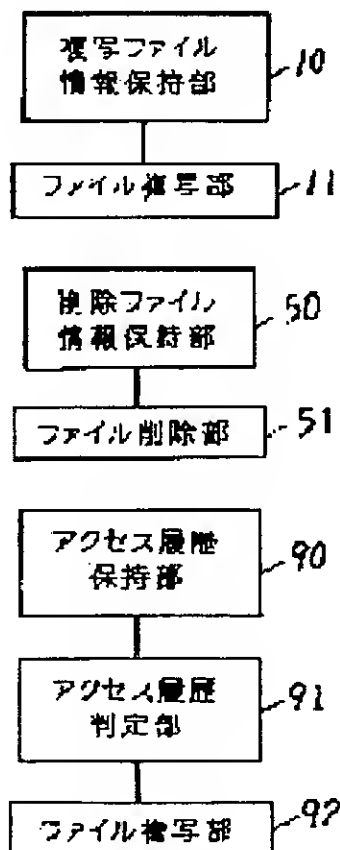 複写ファイル
情報保持部
10
ファイル複写部
11
削除ファイル
情報保持部
50
ファイル削除部
51
アクセス履歴
保持部
90
アクセス履歴
判定部
91
ファイル複写部
92